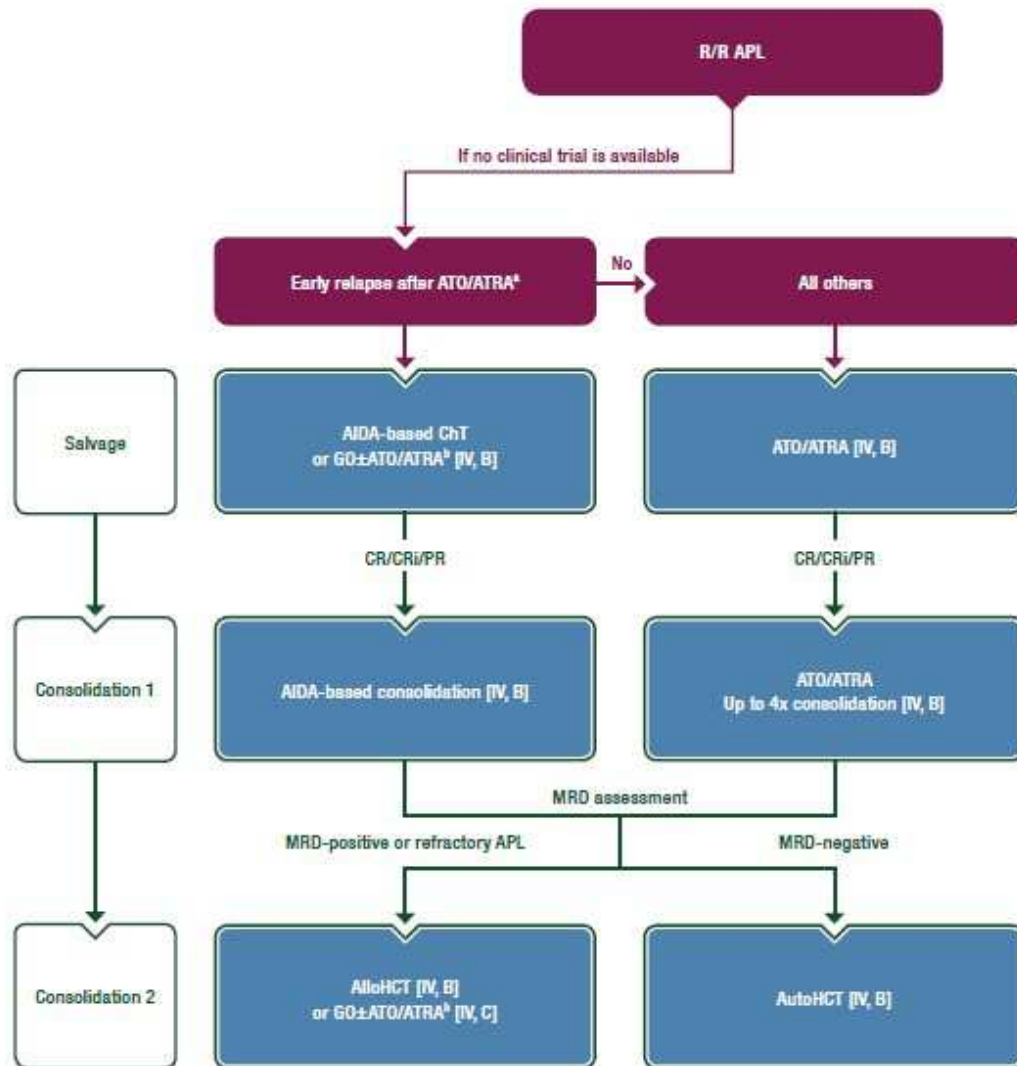 R/R APL
If no clinical trial is available
Early relapse after ATO/ATRAᵃ
No
All others
Salvage
AIDA-based ChT
or GO±ATO/ATRAᵇ [IV, B]
ATO/ATRA [IV, B]
CR/CRi/PR
CR/CRi/PR
Consolidation 1
AIDA-based consolidation [IV, B]
ATO/ATRA
Up to 4x consolidation [IV, B]
MRD assessment
MRD-positive or refractory APL
MRD-negative
Consolidation 2
AlloHCT [IV, B]
or GO±ATO/ATRAᵇ [IV, C]
AutoHCT [IV, B]